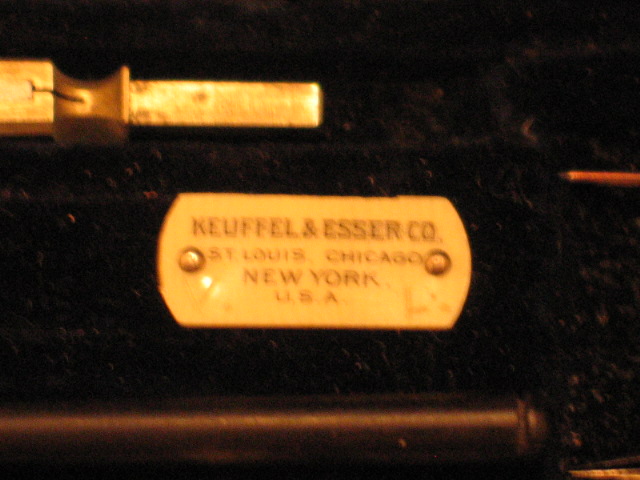 KEUFFEL & ESSER CO.
ST. LOUIS. CHICAGO
NEW YORK.
U.S.A.